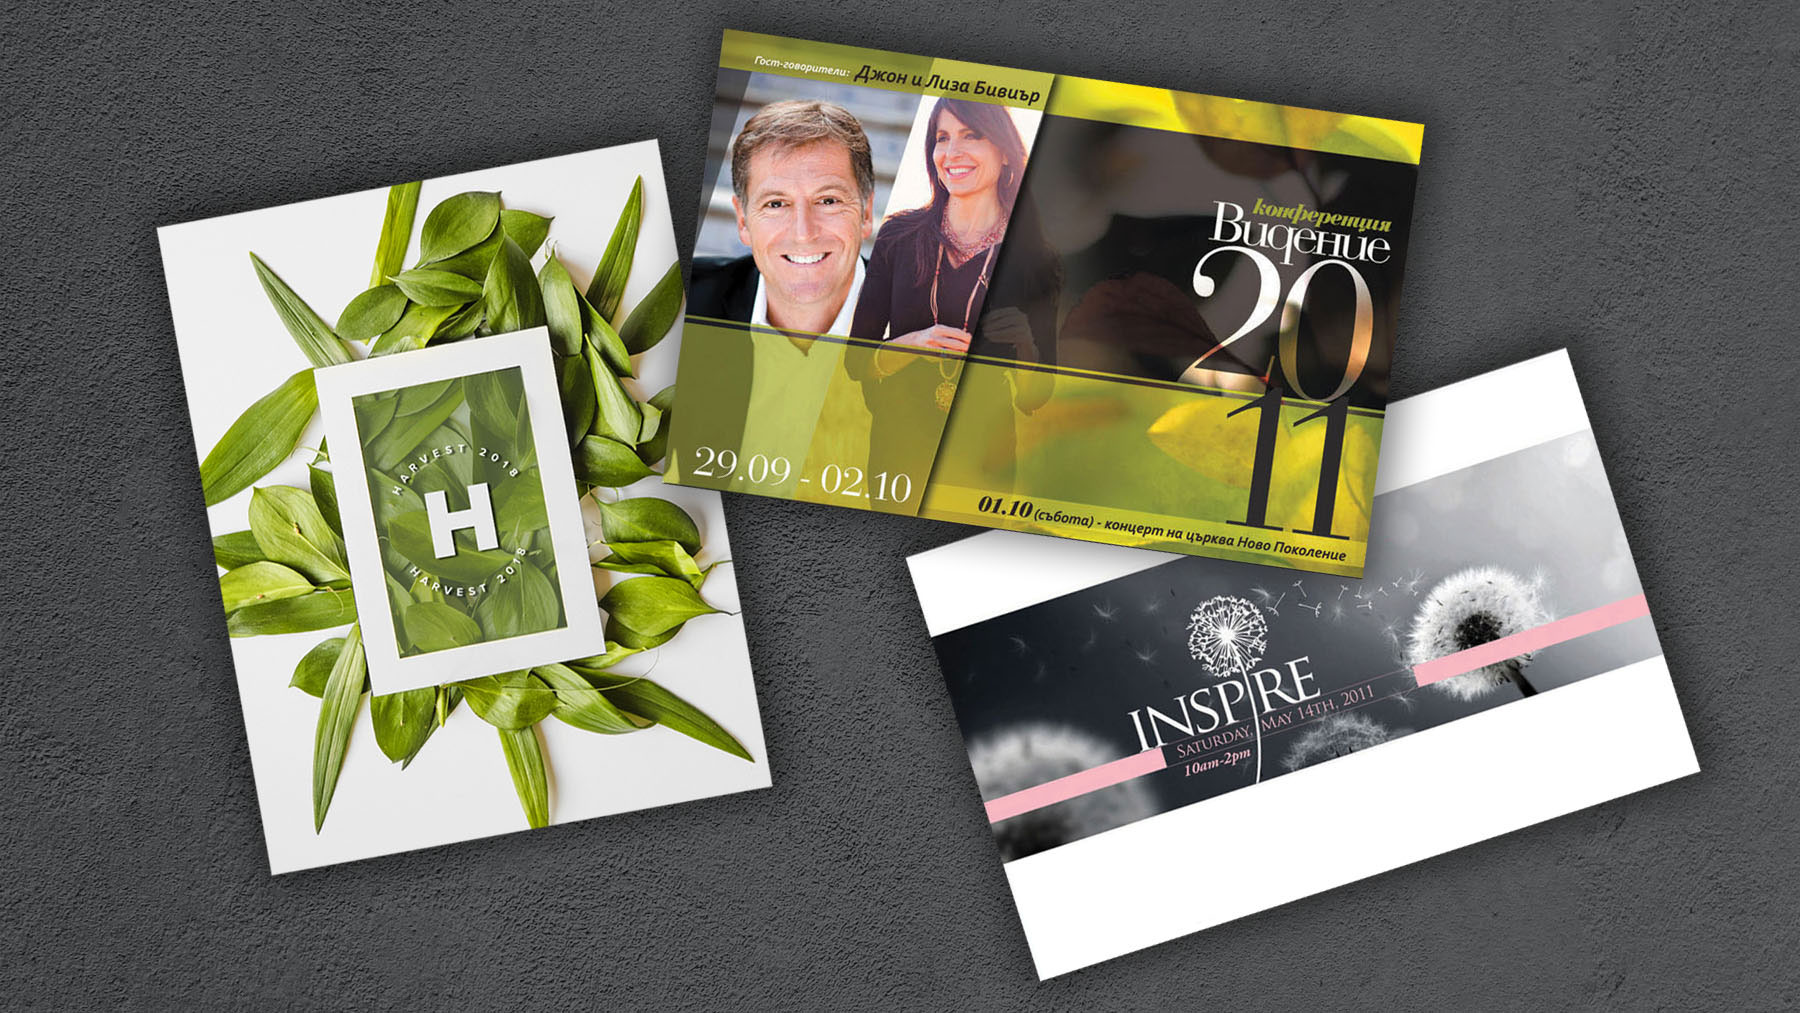 HARVEST 2018
H
HARVEST 2018
Гост-говорители: Джон и Лиза Бивиър
конференция
Видение
20
11
29.09 - 02.10
01.10 (събота) - концерт на църква Ново Поколение
INSPIRE
SATURDAY, MAY 14TH, 2011
10am-2pm